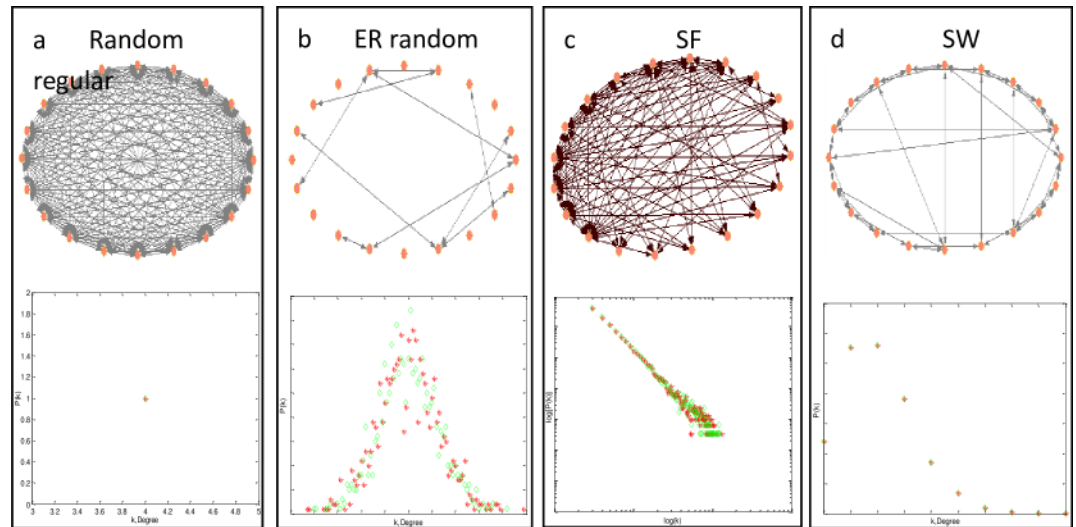 a Random
regular
b ER random
c SF
d SW
2
1.8
1.6
1.4
1.2
1
0.8
0.6
0.4
0.2
0
P(k)
3 3.2 3.4 3.6 3.8 4 4.2 4.4 4.6 4.8 5
k, Degree
P(k)
k, Degree
log[P(k)]
log(k)
P(k)
k, Degree